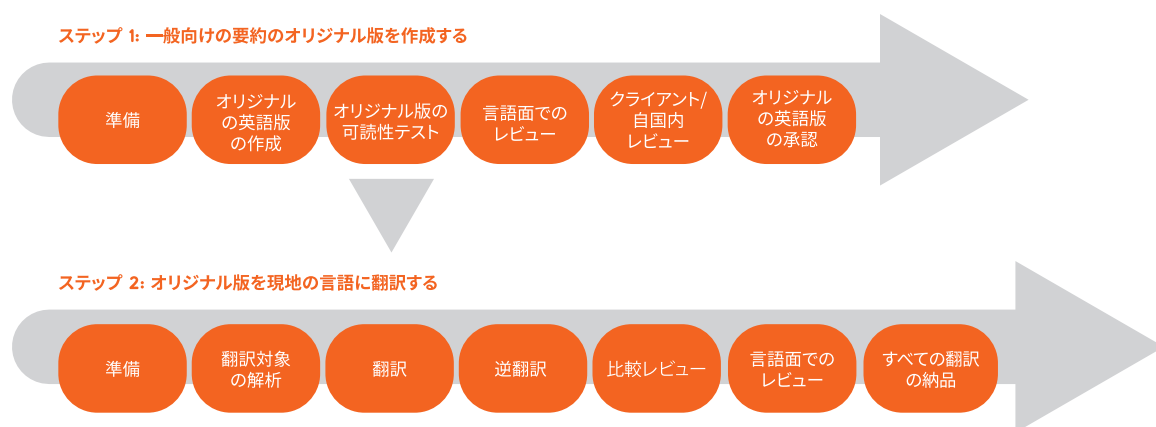 ステップ 1: 一般向けの要約のオリジナル版を作成する
準備
オリジナル
の英語版
の作成
オリジナル版の
可読性テスト
言語面での
レビュー
クライアント/
自国内
レビュー
オリジナル
の英語版
の承認
ステップ 2: オリジナル版を現地の言語に翻訳する
準備
翻訳対象
の解析
翻訳
逆翻訳
比較レビュー
言語面での
レビュー
すべての翻訳
の納品